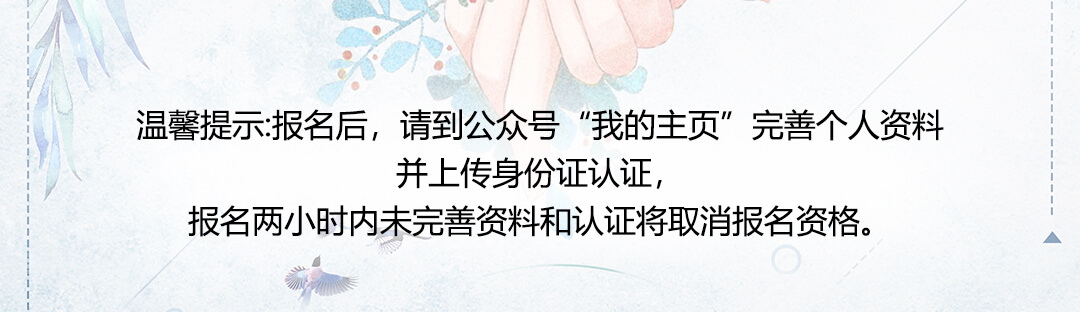 温馨提示:报名后，请到公众号“我的主页”完善个人资料
并上传身份证认证，
报名两小时内未完善资料和认证将取消报名资格。